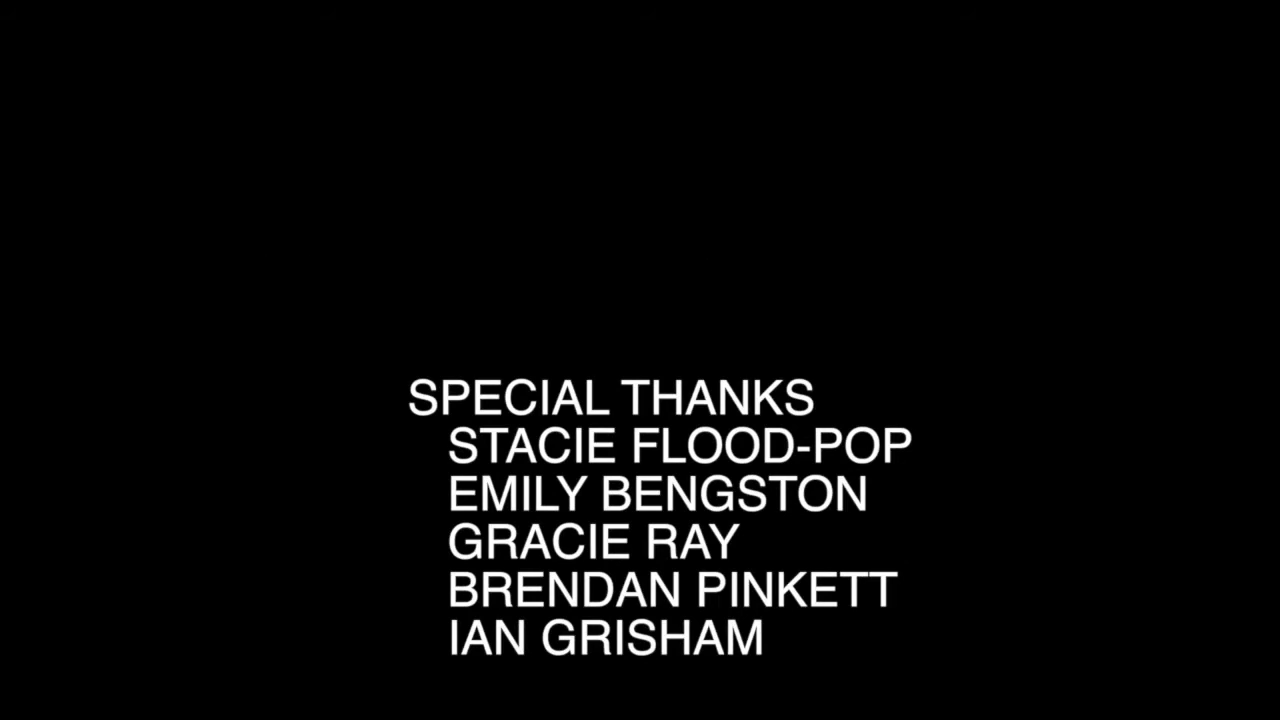 SPECIAL THANKS
STACIE FLOOD-POP
EMILY BENGSTON
GRACIE RAY
BRENDAN PINKETT
IAN GRISHAM